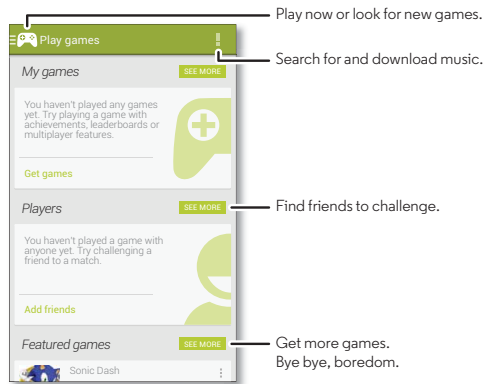 Play now or look for new games.
Play games
Search for and download music.
My games
SEE MORE
You haven't played any games
yet. Try playing a game with
achievements, leaderboards or
multiplayer features.
Get games
Players
SEE MORE
Find friends to challenge.
You haven't played a game with
anyone yet. Try challenging a
friend to a match.
Add friends
Featured games
SEE MORE
Get more games.
Bye bye, boredom.
Sonic Dash